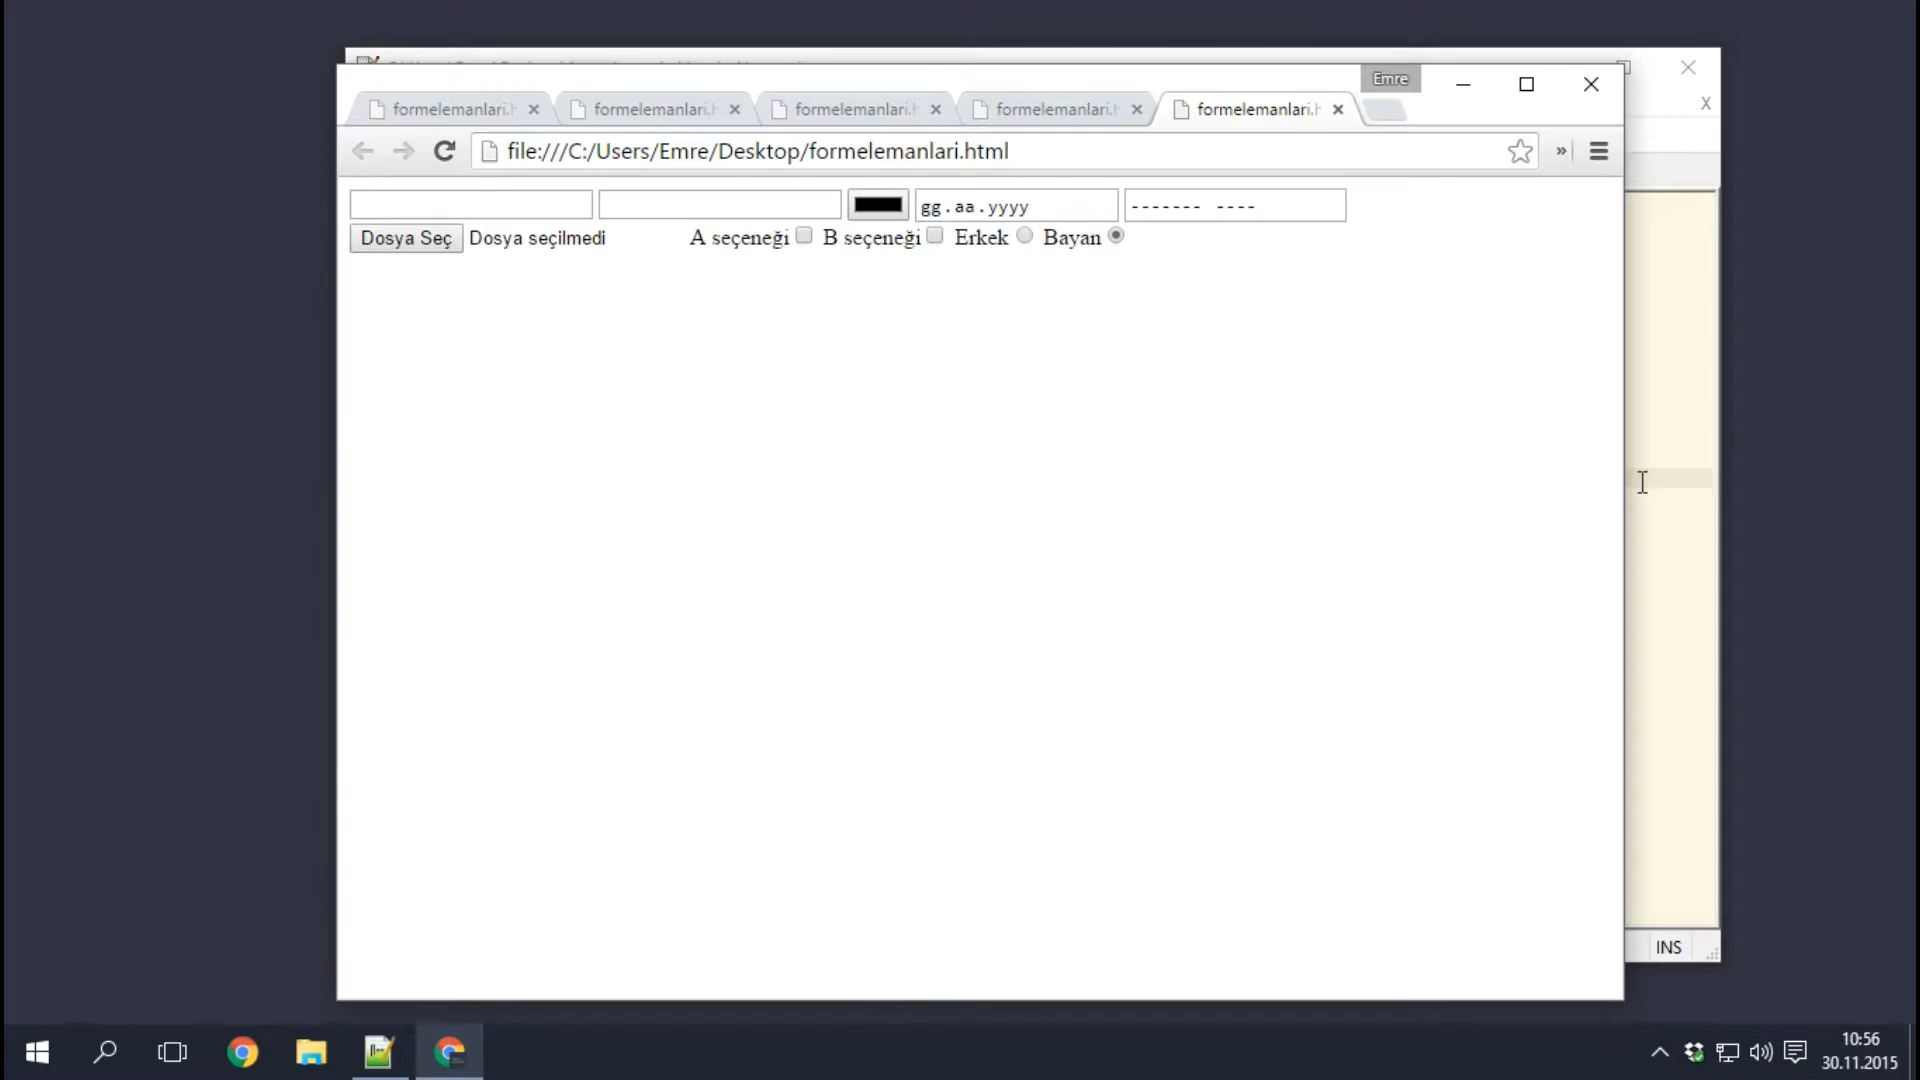 Emre
formelemanlari.h formelemanlari.h formelemanlari.h formelemanlari.h formelemanlari.h
file:///C:/Users/Emre/Desktop/formelemanlari.html
gg.aa.yyyy ------- ----
Dosya Seç Dosya seçilmedi A seçeneği B seçeneği Erkek Bayan
INS
10:56
30.11.2015